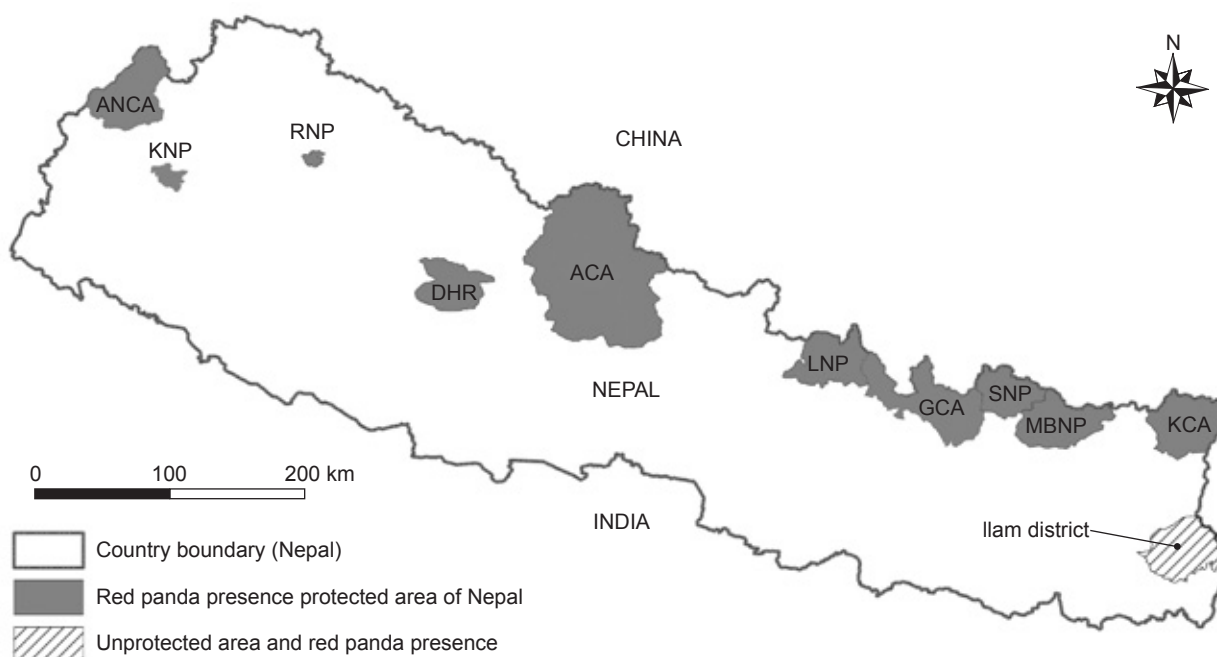 N
ANCA
KNP
RNP
CHINA
ACA
DHR
LNP
NEPAL
GCA
SNP
MBNP
KCA
0 100 200 km
INDIA
Ilam district
Country boundary (Nepal)
Red panda presence protected area of Nepal
Unprotected area and red panda presence